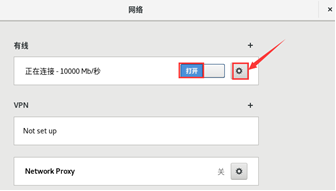 网络
有线
正在连接 - 10000 Mb/秒
打开
VPN
Not set up
Network Proxy
关